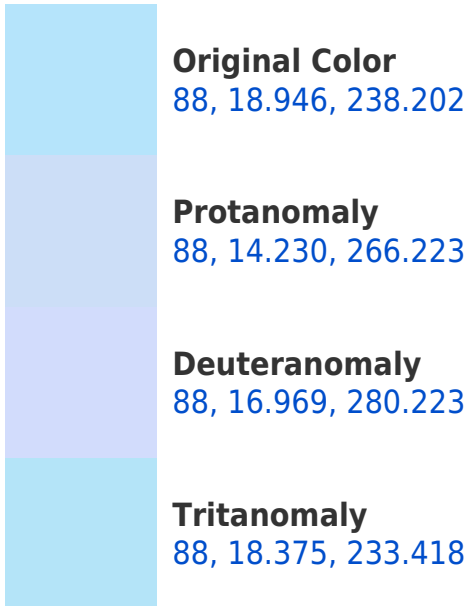 Original Color
88, 18.946, 238.202
Protanomaly
88, 14.230, 266.223
Deuteranomaly
88, 16.969, 280.223
Tritanomaly
88, 18.375, 233.418